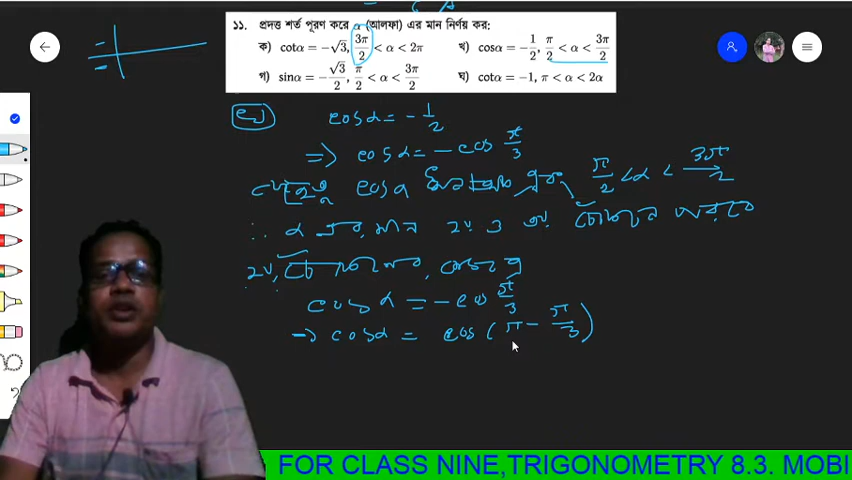 ১১. প্রদত্ত শর্ত পূরণ করে α (আলফা) এর মান নির্ণয় কর:
ক) cotα = −√3, 3π/2 < α < 2π খ) cosα = −1/2, π/2 < α < 3π/2
গ) sinα = −√3/2, π/2 < α < 3π/2 ঘ) cotα = −1, π < α < 2α
cosα = −1/2
⇒ cosα = −cos π/3
যেহেতু cosα ঋনাত্মক এবং π/2 < α < 3π/2
∴ α এর মান ২য় ও ৩য়
২য়
cosα = −cos π/3
→ cosα = cos(π − π/3)
FOR CLASS NINE,TRIGONOMETRY 8.3. MOBI